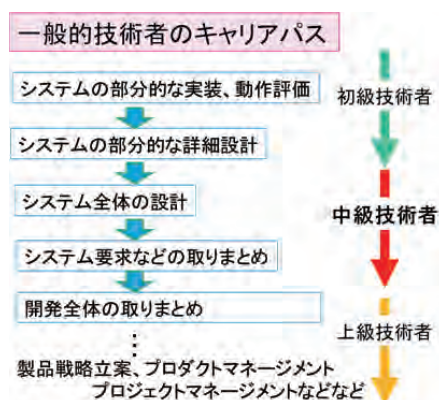 一般的技術者のキャリアパス
システムの部分的な実装、動作評価
初級技術者
システムの部分的な詳細設計
システム全体の設計
中級技術者
システム要求などの取りまとめ
開発全体の取りまとめ
上級技術者
製品戦略立案、プロダクトマネージメント
プロジェクトマネージメントなどなど